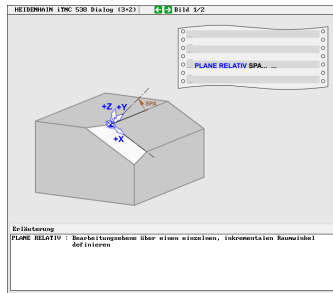 HEIDENHAIN iTNC 530 Dialog (3+2) Bild 1/2
PLANE RELATIV SPA... ...
+Z +Y SPA
+X
Erläuterung
PLANE RELATIV : Bearbeitungsebene über einen einzelnen, inkrementalen Raumwinkel
definieren